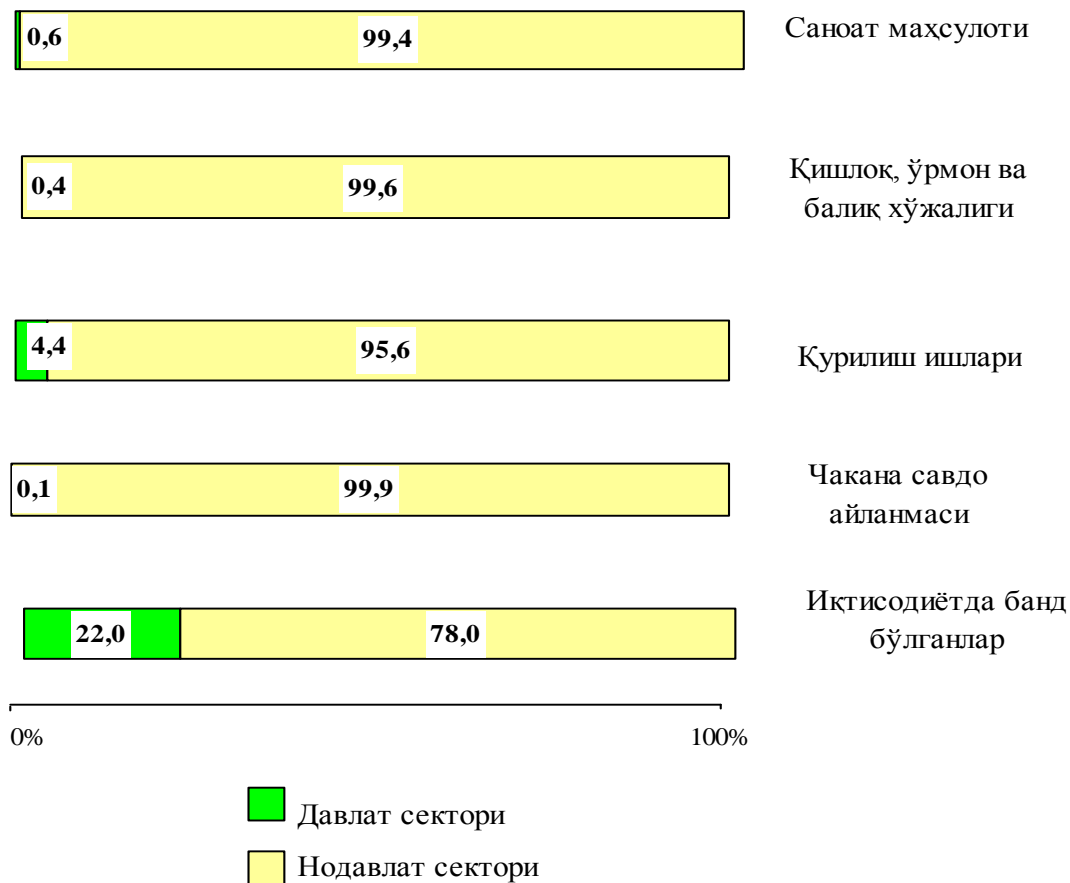 0,6 99,4 Саноат маҳсулоти
0,4 99,6 Қишлоқ, ўрмон ва
балиқ хўжалиги
4,4 95,6 Қурилиш ишлари
0,1 99,9 Чакана савдо
айланмаси
22,0 78,0 Иқтисодиётда банд
бўлганлар
0% 100%
Давлат сектори
Нодавлат сектори